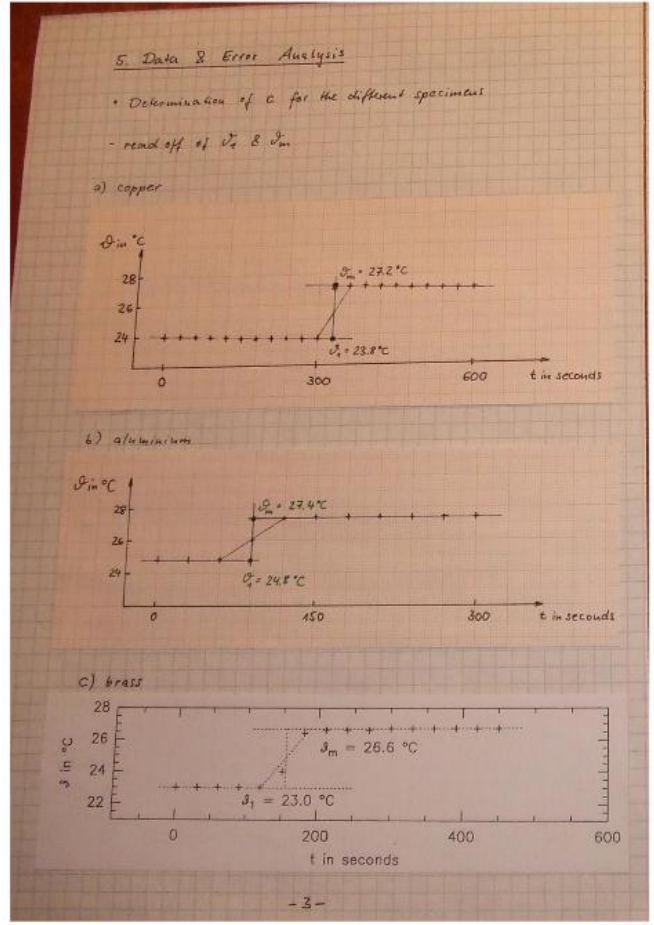 5. Data & Error Analysis
• Determination of c for the different specimens
- read off of ϑ₁ & ϑₘ
a) copper
ϑ in °C
ϑₘ = 27.2°C
28
26
24
ϑ₁ = 23.8°C
0 300 600 t in seconds
b) aluminium
ϑ in °C
ϑₘ = 27.4°C
28
26
24
ϑ₁ = 24.8°C
0 150 300 t in seconds
c) brass
28
26
24
22
ϑ in °C
ϑₘ = 26.6 °C
ϑ₁ = 23.0 °C
0 200 400 600
t in seconds
- 3 -